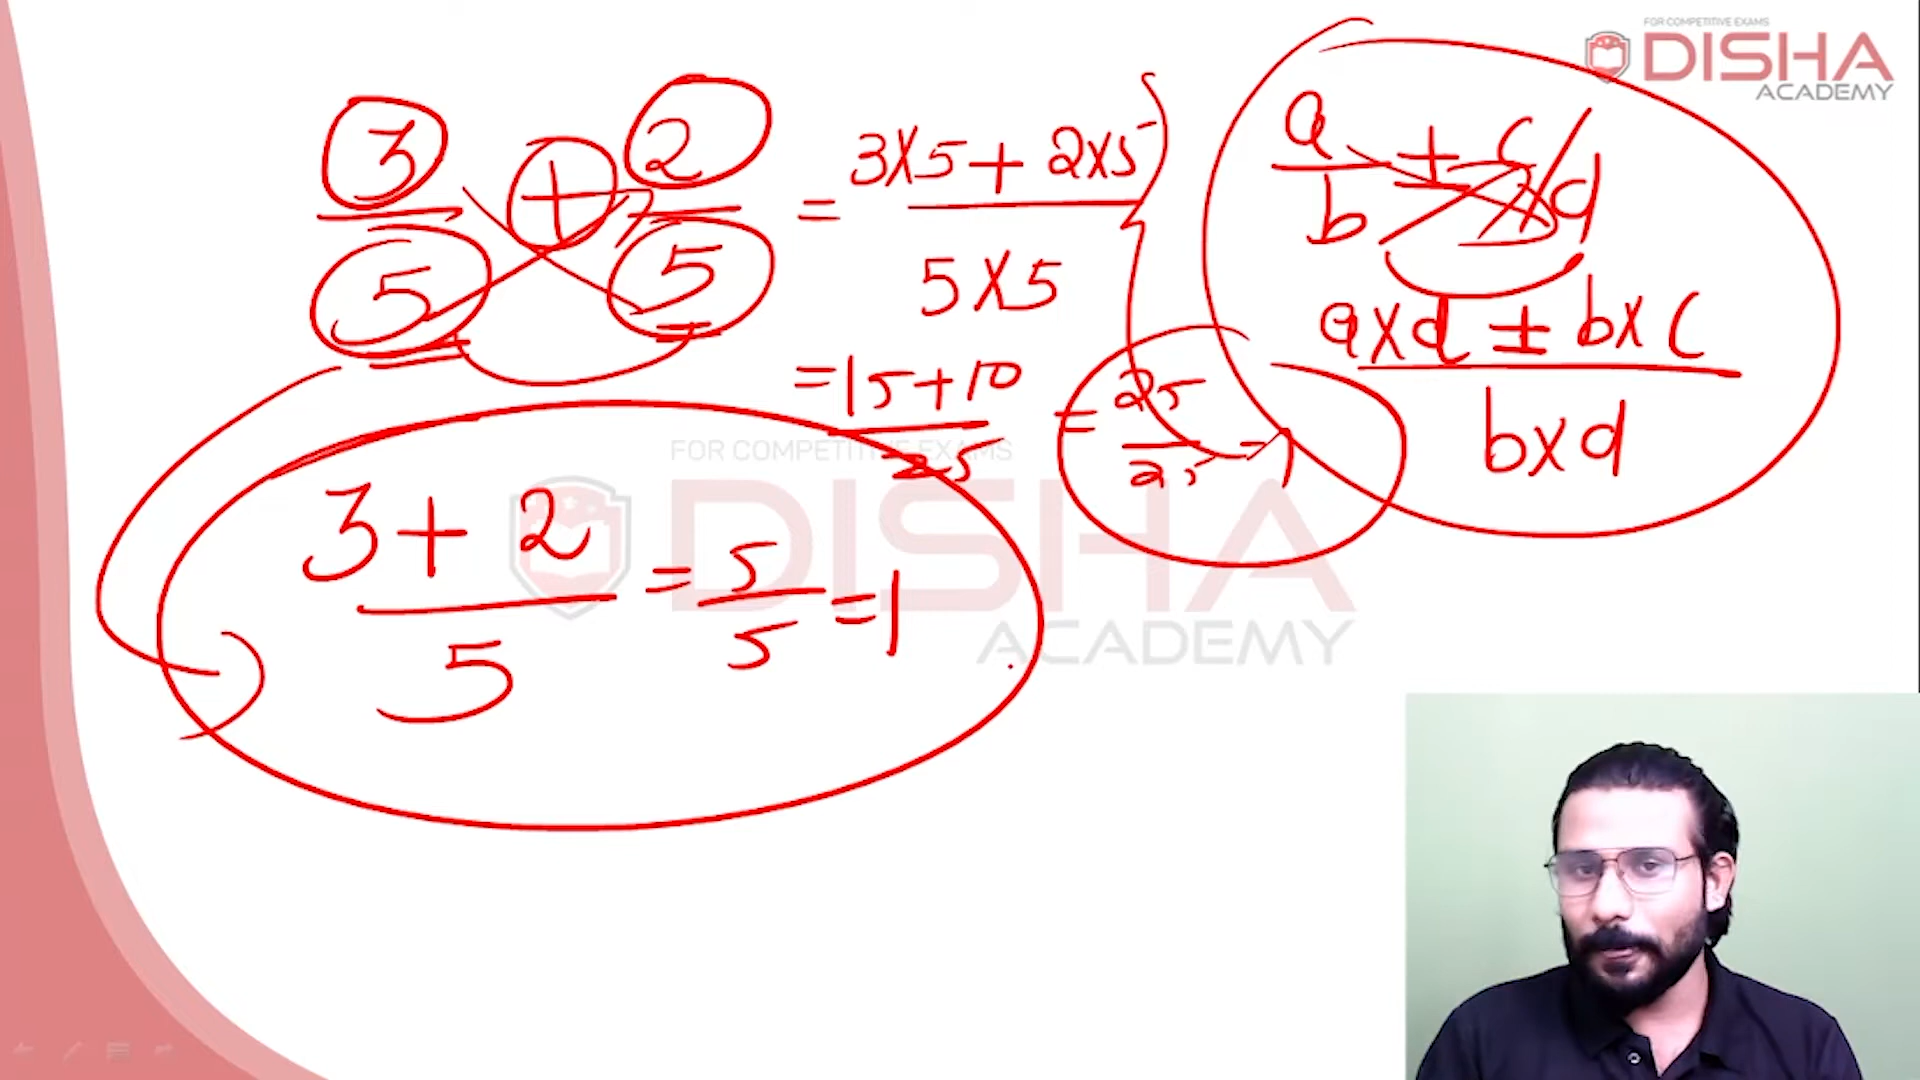 FOR COMPETITIVE EXAMS
DISHA
ACADEMY
3/5 + 2/5 = 3×5 + 2×5 / 5×5
= 15+10 / 25 = 25/25 = 1
a/b ± c/d
a×d ± b×c
b×d
3 + 2 / 5 = 5/5 = 1
FOR COMPETITIVE EXAMS
DISHA
ACADEMY